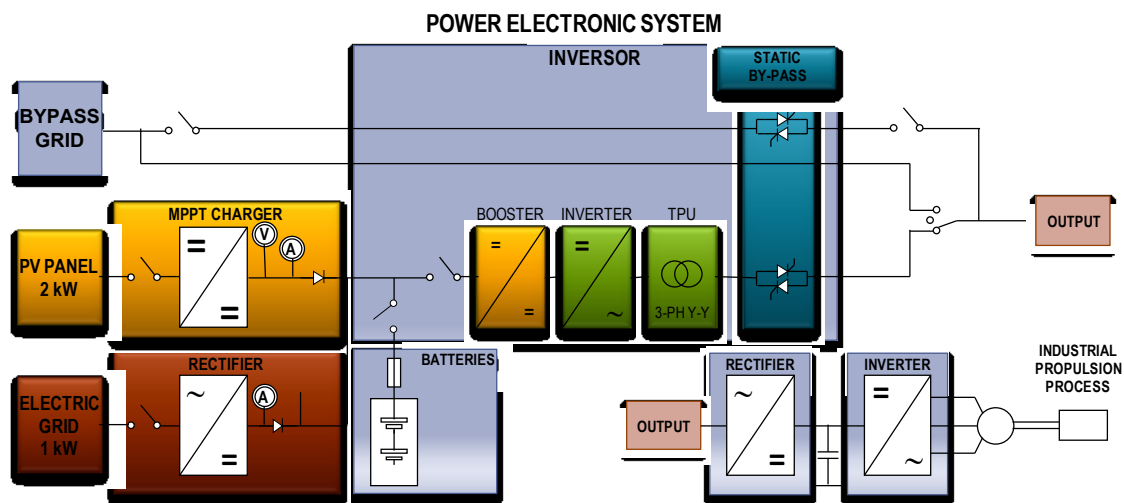 POWER ELECTRONIC SYSTEM
INVERSOR
STATIC
BY-PASS
BYPASS
GRID
MPPT CHARGER
=
=
V
A
PV PANEL
2 kW
BOOSTER
=
=
INVERTER
=
~
TPU
3-PH Y-Y
OUTPUT
RECTIFIER
~
=
A
ELECTRIC
GRID
1 kW
BATTERIES
OUTPUT
RECTIFIER
~
=
INVERTER
=
~
INDUSTRIAL
PROPULSION
PROCESS